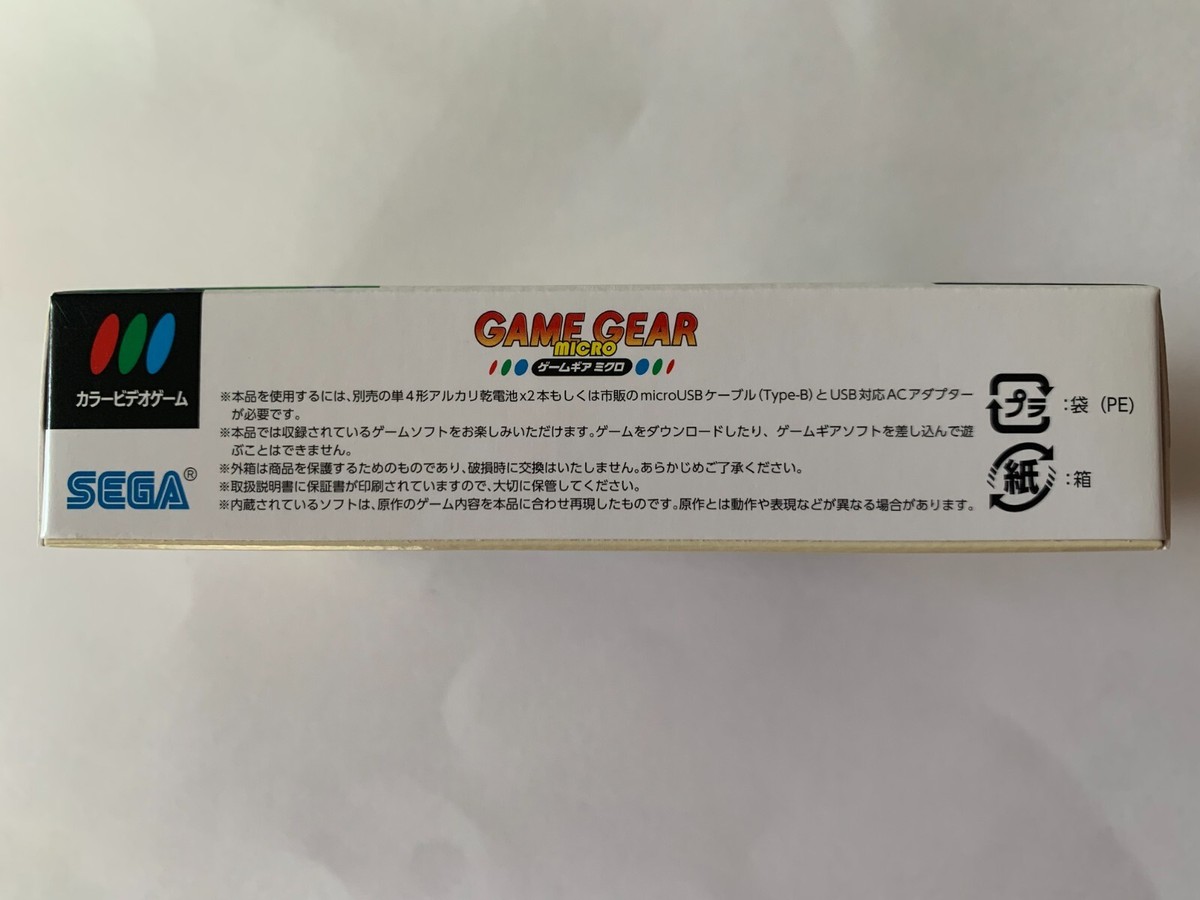 カラービデオゲーム
SEGA®
GAME GEAR
MICRO
ゲームギア ミクロ
※本品を使用するには、別売の単4形アルカリ乾電池x2本もしくは市販のmicroUSBケーブル(Type-B)とUSB対応ACアダプター
が必要です。
※本品では収録されているゲームソフトをお楽しみいただけます。ゲームをダウンロードしたり、ゲームギアソフトを差し込んで遊
ぶことはできません。
※外箱は商品を保護するためのものであり、破損時に交換はいたしません。あらかじめご了承ください。
※取扱説明書に保証書が印刷されていますので、大切に保管してください。
※内蔵されているソフトは、原作のゲーム内容を本品に合わせ再現したものです。原作とは動作や表現などが異なる場合があります。
プラ:袋 (PE)
紙:箱